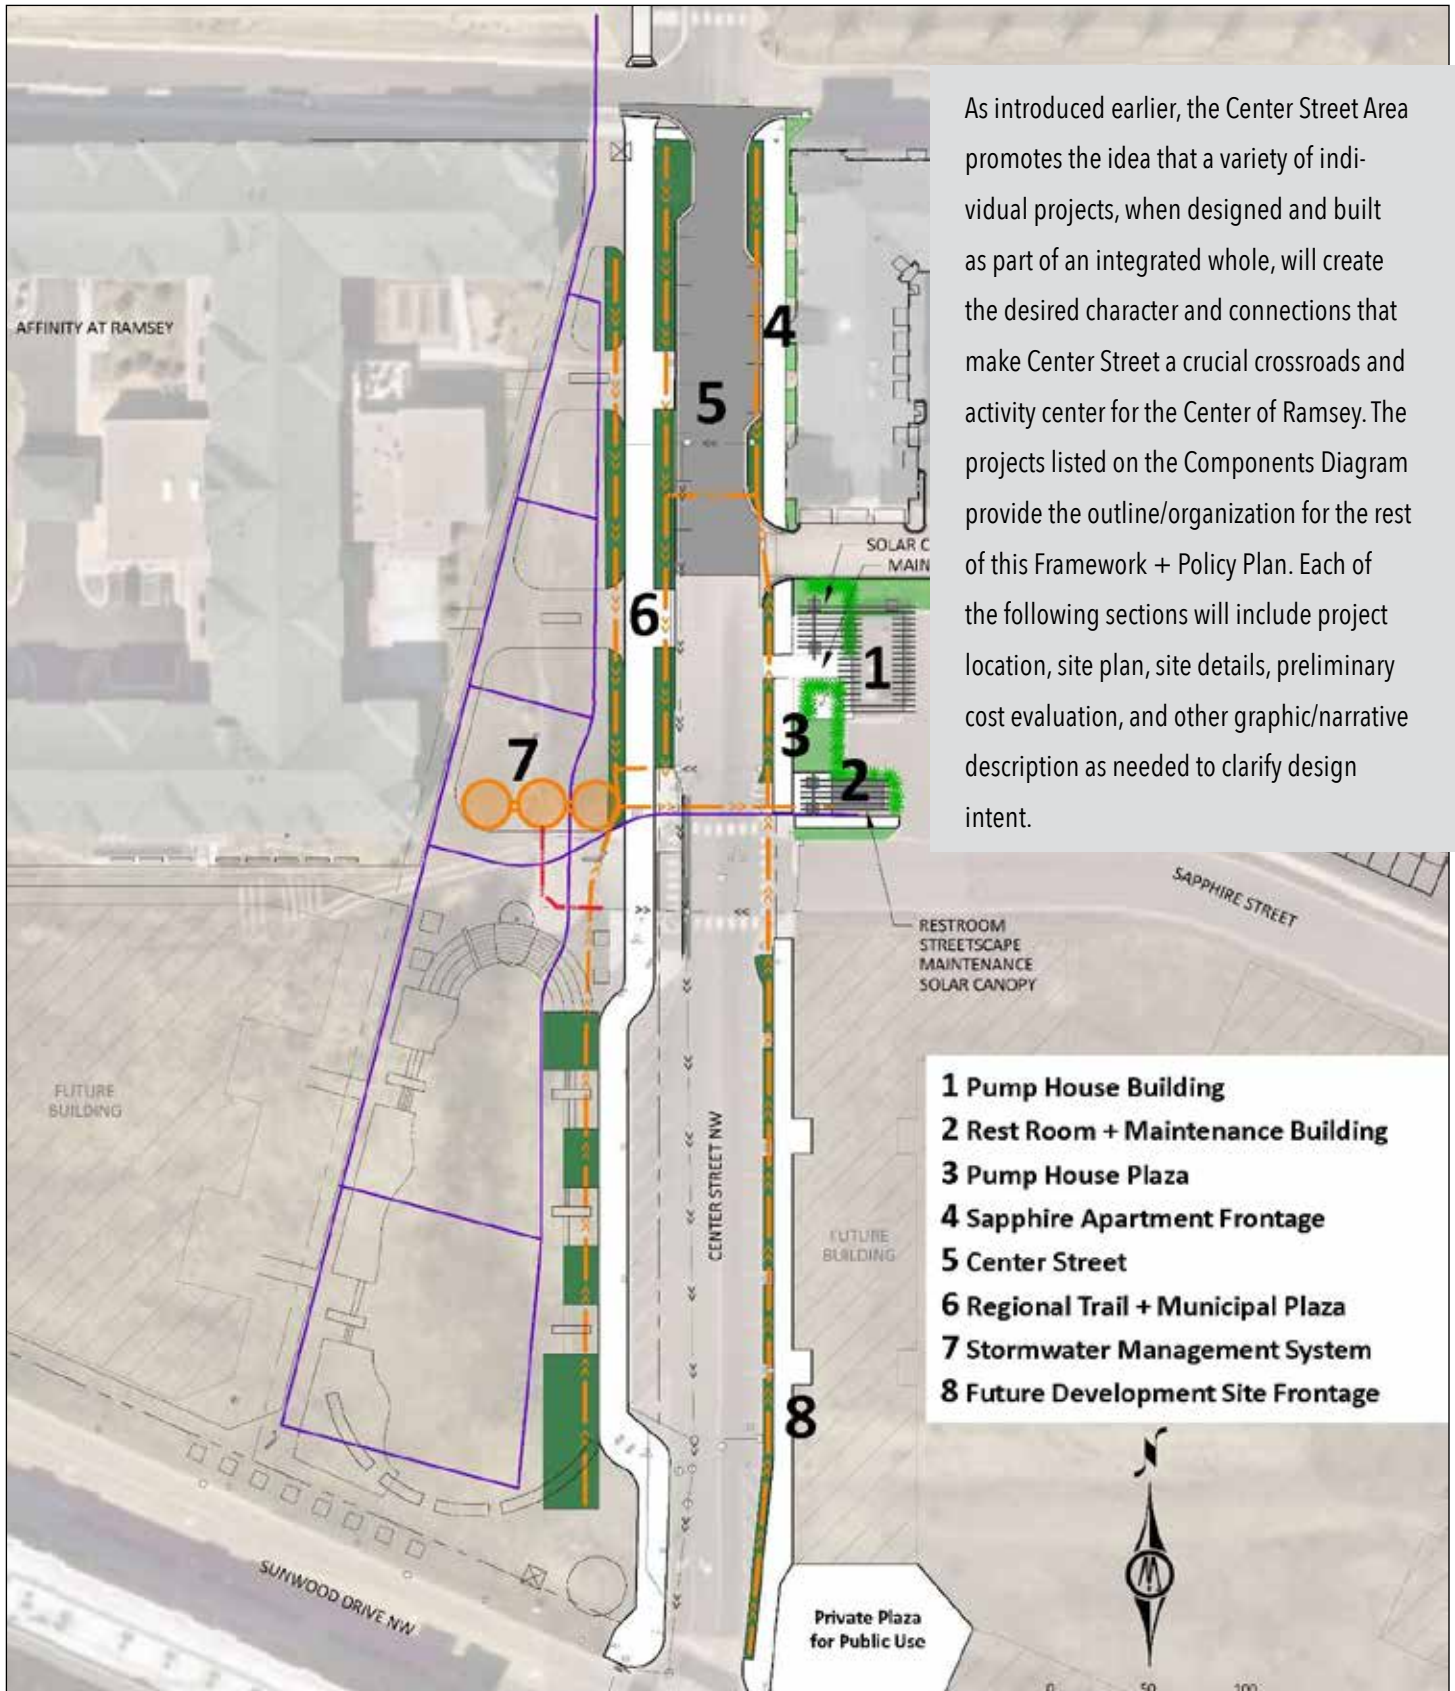 As introduced earlier, the Center Street Area
promotes the idea that a variety of indi-
vidual projects, when designed and built
as part of an integrated whole, will create
the desired character and connections that
make Center Street a crucial crossroads and
activity center for the Center of Ramsey. The
projects listed on the Components Diagram
provide the outline/organization for the rest
of this Framework + Policy Plan. Each of
the following sections will include project
location, site plan, site details, preliminary
cost evaluation, and other graphic/narrative
description as needed to clarify design
intent.
AFFINITY AT RAMSEY
4
5
SOLAR C
MAIN
6
1
3
7
2
SAPPHIRE STREET
RESTROOM
STREETSCAPE
MAINTENANCE
SOLAR CANOPY
FUTURE
BUILDING
CENTER STREET NW
FUTURE
BUILDING
1 Pump House Building
2 Rest Room + Maintenance Building
3 Pump House Plaza
4 Sapphire Apartment Frontage
5 Center Street
6 Regional Trail + Municipal Plaza
7 Stormwater Management System
8 Future Development Site Frontage
8
N
SUNWOOD DRIVE NW
Private Plaza
for Public Use
0 50 100